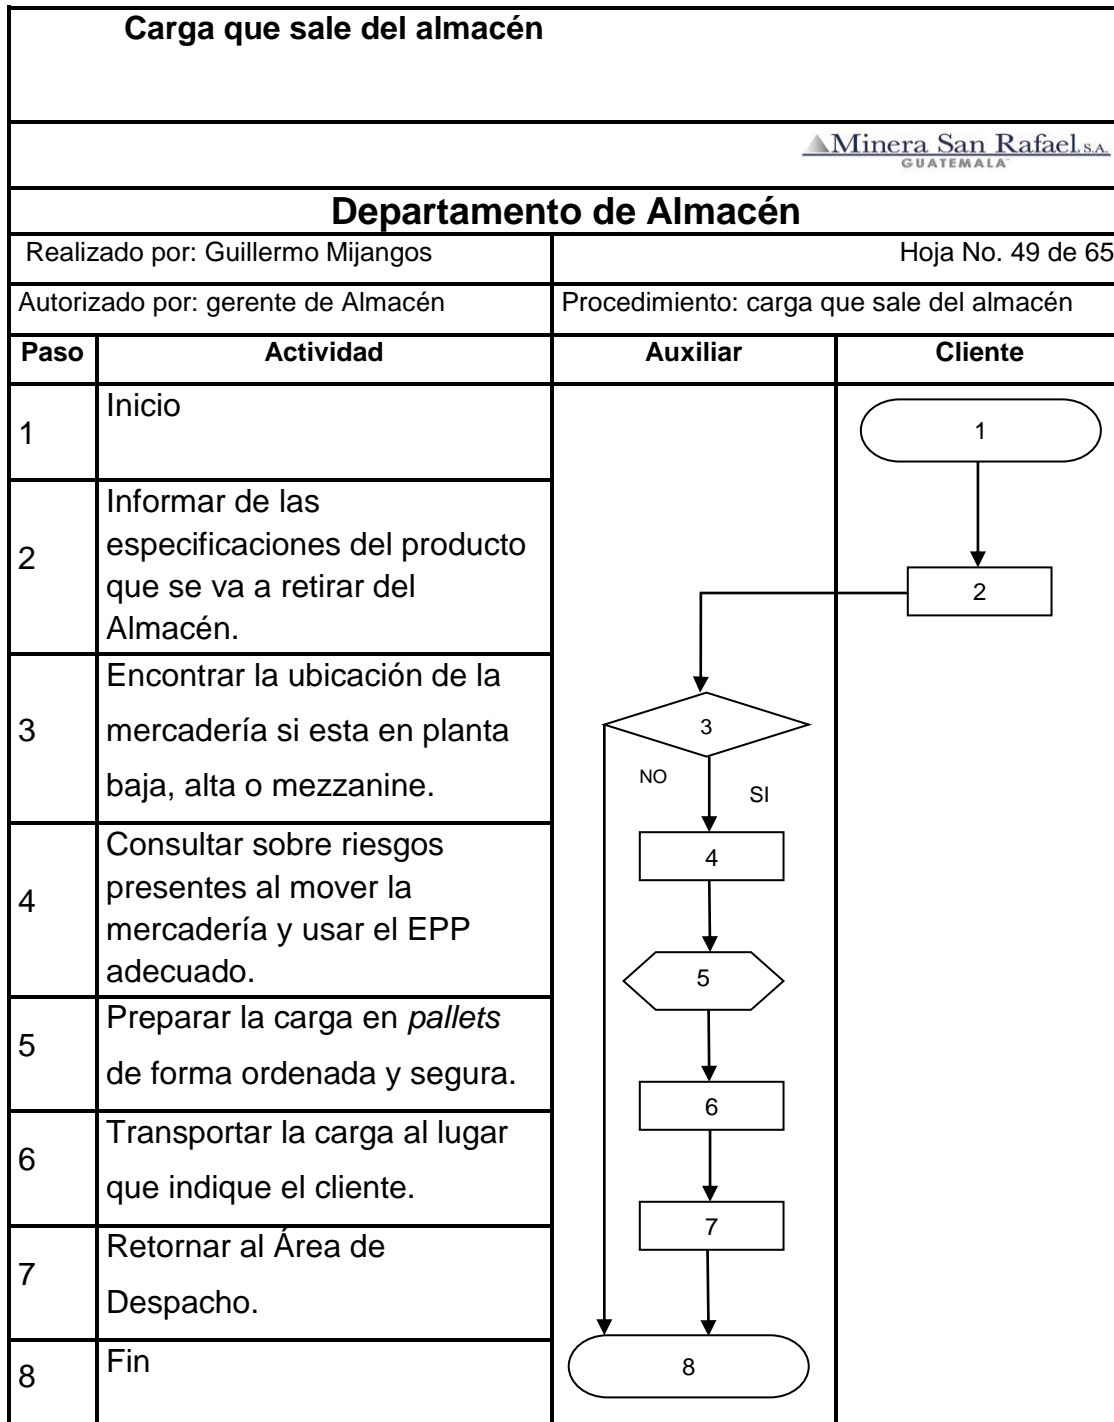 Carga que sale del almacén
Minera San Rafael S.A.
GUATEMALA
Departamento de Almacén
Realizado por: Guillermo Mijangos
Hoja No. 49 de 65
Autorizado por: gerente de Almacén
Procedimiento: carga que sale del almacén
Paso
Actividad
Auxiliar
Cliente
1
Inicio
1
2
Informar de las
especificaciones del producto
que se va a retirar del
Almacén.
2
3
Encontrar la ubicación de la
mercadería si esta en planta
baja, alta o mezzanine.
3
NO
SI
4
Consultar sobre riesgos
presentes al mover la
mercadería y usar el EPP
adecuado.
4
5
Preparar la carga en pallets
de forma ordenada y segura.
5
6
Transportar la carga al lugar
que indique el cliente.
6
7
Retornar al Área de
Despacho.
7
8
Fin
8